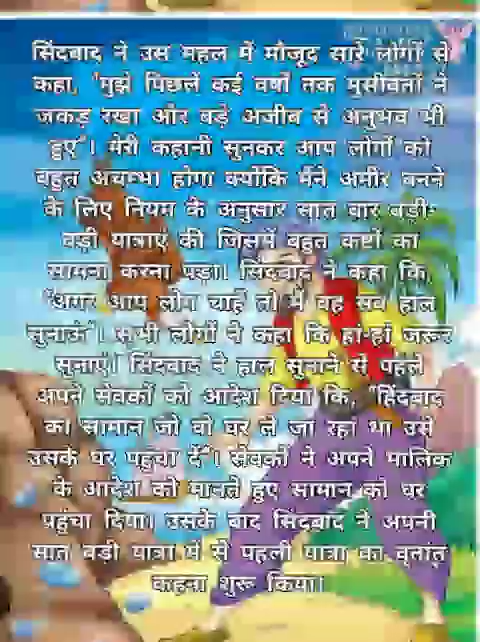 सिंदबाद ने उस महल में मौजूद सारे लोगों से
कहा, "मुझे पिछले कई वर्षों तक मुसीबतों ने
जकड़ रखा और बड़े अजीब से अनुभव भी
हुए"। मेरी कहानी सुनकर आप लोगों को
बहुत अचम्भा होगा क्योंकि मैंने अमीर बनने
के लिए नियम के अनुसार सात बार बड़ी-
बड़ी यात्राएं की जिसमें बहुत कष्टों का
सामना करना पड़ा। सिंदबाद ने कहा कि,
"अगर आप लोग चाहें तो मैं वह सब हाल
सुनाऊं"। सभी लोगों ने कहा कि हां-हां जरूर
सुनाएं। सिंदबाद ने हाल सुनाने से पहले
अपने सेवकों को आदेश दिया कि, "हिंदबाद
का सामान जो वो घर ले जा रहा था उसे
उसके घर पहुंचा दें"। सेवकों ने अपने मालिक
के आदेश को मानते हुए सामान को घर
पहुंचा दिया। उसके बाद सिंदबाद ने अपनी
सात बड़ी यात्रा में से पहली यात्रा का वृतांत
कहना शुरू किया।